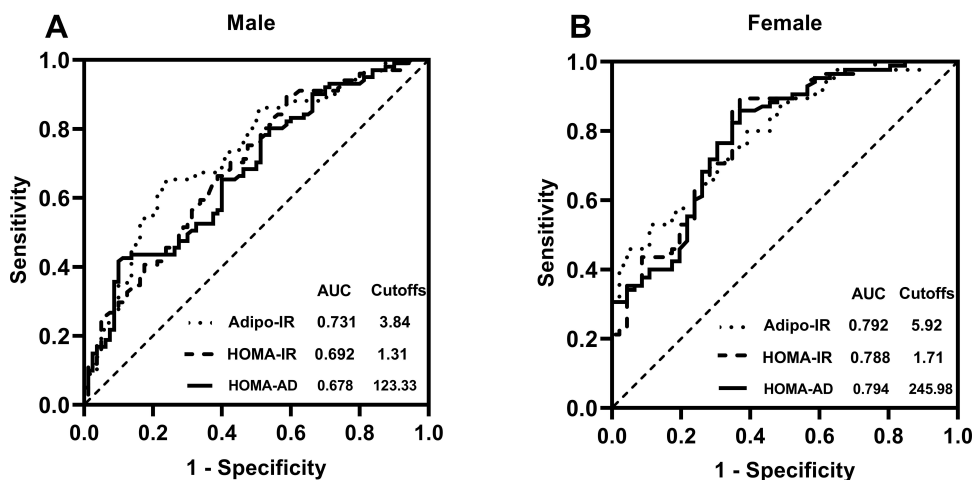 A
Male
Sensitivity
1.0
0.8
0.6
0.4
0.2
0.0
AUC Cutoffs
Adipo-IR 0.731 3.84
HOMA-IR 0.692 1.31
HOMA-AD 0.678 123.33
0.0 0.2 0.4 0.6 0.8 1.0
1 - Specificity
B
Female
Sensitivity
1.0
0.8
0.6
0.4
0.2
0.0
AUC Cutoffs
Adipo-IR 0.792 5.92
HOMA-IR 0.788 1.71
HOMA-AD 0.794 245.98
0.0 0.2 0.4 0.6 0.8 1.0
1 - Specificity